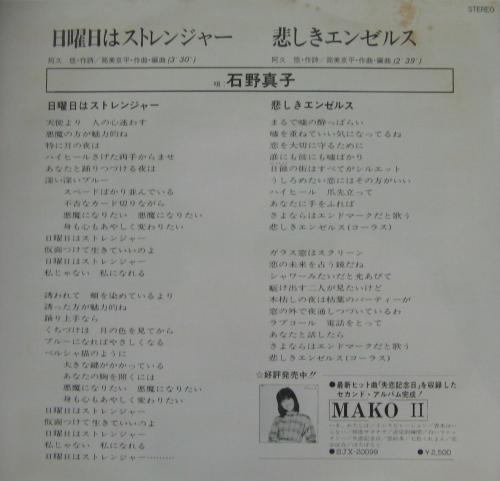 STEREO
日曜日はストレンジャー
阿久 悠・作詩／筒美京平・作曲・編曲(3'30")
悲しきエンゼルス
阿久 悠・作詩／筒美京平・作曲・編曲(2'39")
唄 石野真子
日曜日はストレンジャー
天使より 人の心迷わす
悪魔の方が魅力的ね
特に月の夜は
ハイヒールさげた両手からませ
あなたと踊りつづける夜は
深い深いブルー
スペードばかり並んでいる
不吉なカード切りながら
悪魔になりたい 悪魔になりたい
身も心もあやしく変わりたい
日曜日はストレンジャー
仮面つけて生きていいのよ
日曜日はストレンジャー
私じゃない 私になれる
誘われて 頬を染めているより
誘った方が魅力的ね
踊り上手なら
くちづけは 月の色を見てから
ブルーになればやさしくなる
ペルシャ猫のように
大きな鍵がかかっている
あなたの胸を開くには
悪魔になりたい 悪魔になりたい
身も心もあやしく変わりたい
日曜日はストレンジャー
仮面つけて生きていいのよ
日曜日はストレンジャー
私じゃない 私になれる
日曜日はストレンジャー………
悲しきエンゼルス
まるで嘘の酔っぱらい
嘘を重ねていい気になってるね
恋を大切に守るために
誰にも彼にも嘘ばかり
日暮の街はすべてがシルエット
うしろめたい恋にはその方がいい
ハイヒール 爪先立って
あなたに手をふれば
さよならはエンドマークだと歌う
悲しきエンゼルス(コーラス)
ガラス窓はスクリーン
恋の未来を占う鏡だね
シャワーみたいだと光あびて
駆け出す二人が見たいけど
木枯しの夜は枯葉のパーティーが
窓の外で夜通しつづいているわ
ラブコール 電話をとって
あなたと話したら
さよならはエンドマークだと歌う
悲しきエンゼルス(コーラス)
☆好評発売中!!
●最新ヒット曲「失恋記念日」を収録した
セカンド・アルバム完成！
MAKO II
●SJX-20099
●¥2,500